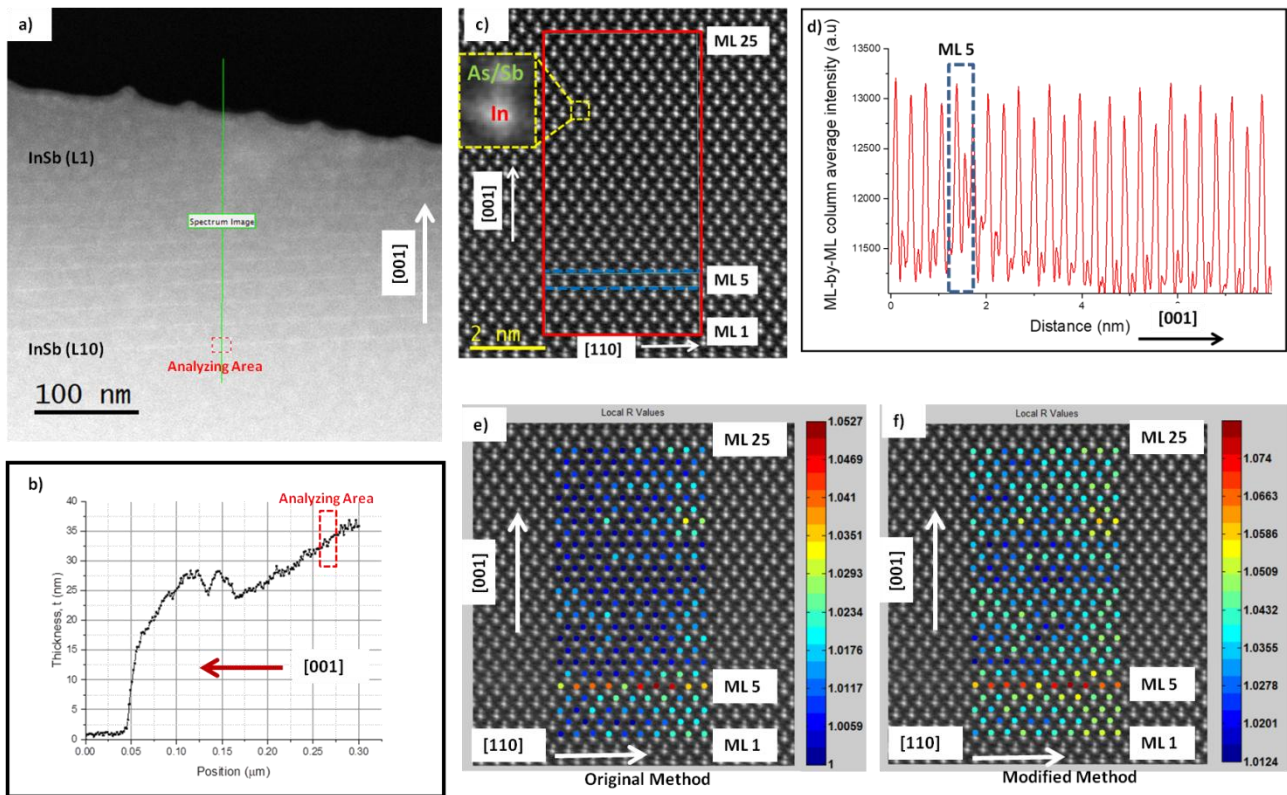 a)
InSb (L1)
Spectrum Image
[001]
InSb (L10)
Analyzing Area
100 nm
b)
Analyzing Area
40
35
30
25
20
15
10
5
0
Thickness, t (nm)
[001]
0.00 0.05 0.10 0.15 0.20 0.25 0.30
Position (μm)
c)
ML 25
As/Sb
In
[001]
ML 5
2 nm
ML 1
[110]
d)
ML 5
13500
13000
12500
12000
11500
ML-by-ML column average intensity (a.u)
0 2 4
Distance (nm)
[001]
Local R Values
e)
ML 25
[001]
ML 5
[110]
ML 1
1.0527
1.0469
1.041
1.0351
1.0293
1.0234
1.0176
1.0117
1.0059
1
Original Method
Local R Values
f)
ML 25
[001]
ML 5
[110]
ML 1
1.074
1.0663
1.0586
1.0509
1.0432
1.0355
1.0278
1.0201
1.0124
Modified Method